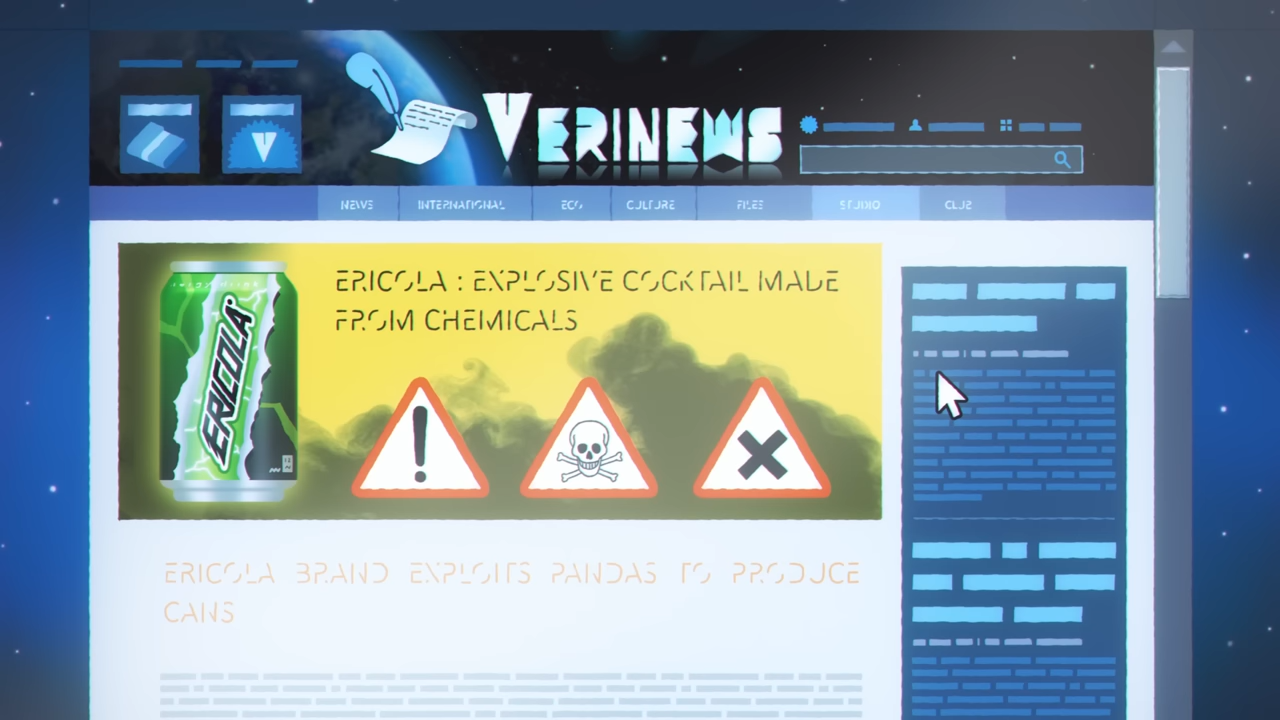 VERINEWS
NEWS
INTERNATIONAL
ECO
CULTURE
FILES
STUDIO
CLUB
ERICOLA : EXPLOSIVE COCKTAIL MADE
FROM CHEMICALS
ERICOLA
ERICOLA BRAND EXPLOITS PANDAS TO PRODUCE
CANS